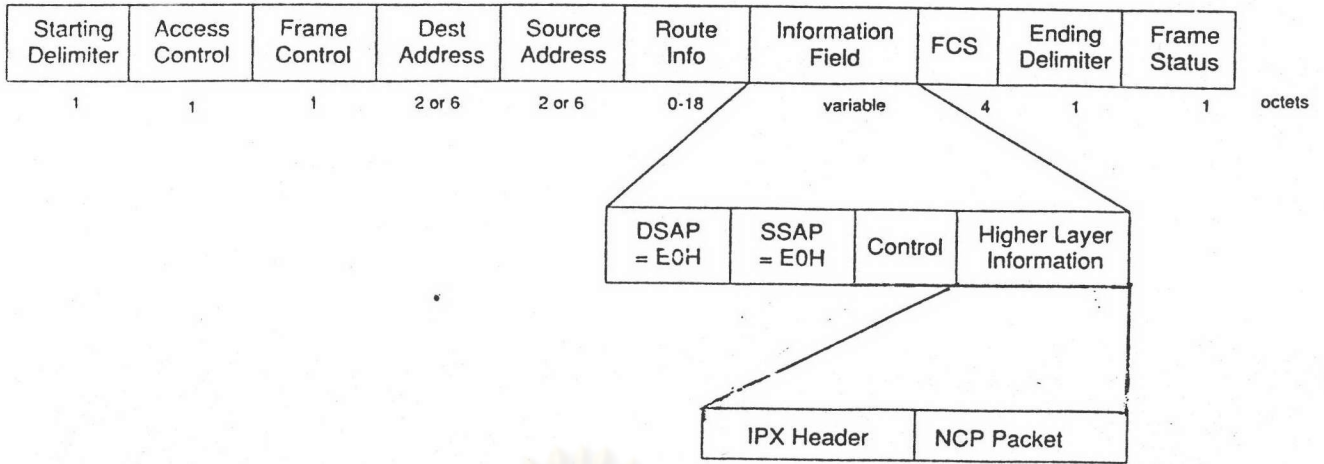 Starting Delimiter
Access Control
Frame Control
Dest Address
Source Address
Route Info
Information Field
FCS
Ending Delimiter
Frame Status
1
1
1
2 or 6
2 or 6
0-18
variable
4
1
1
octets
DSAP = E0H
SSAP = E0H
Control
Higher Layer Information
IPX Header
NCP Packet